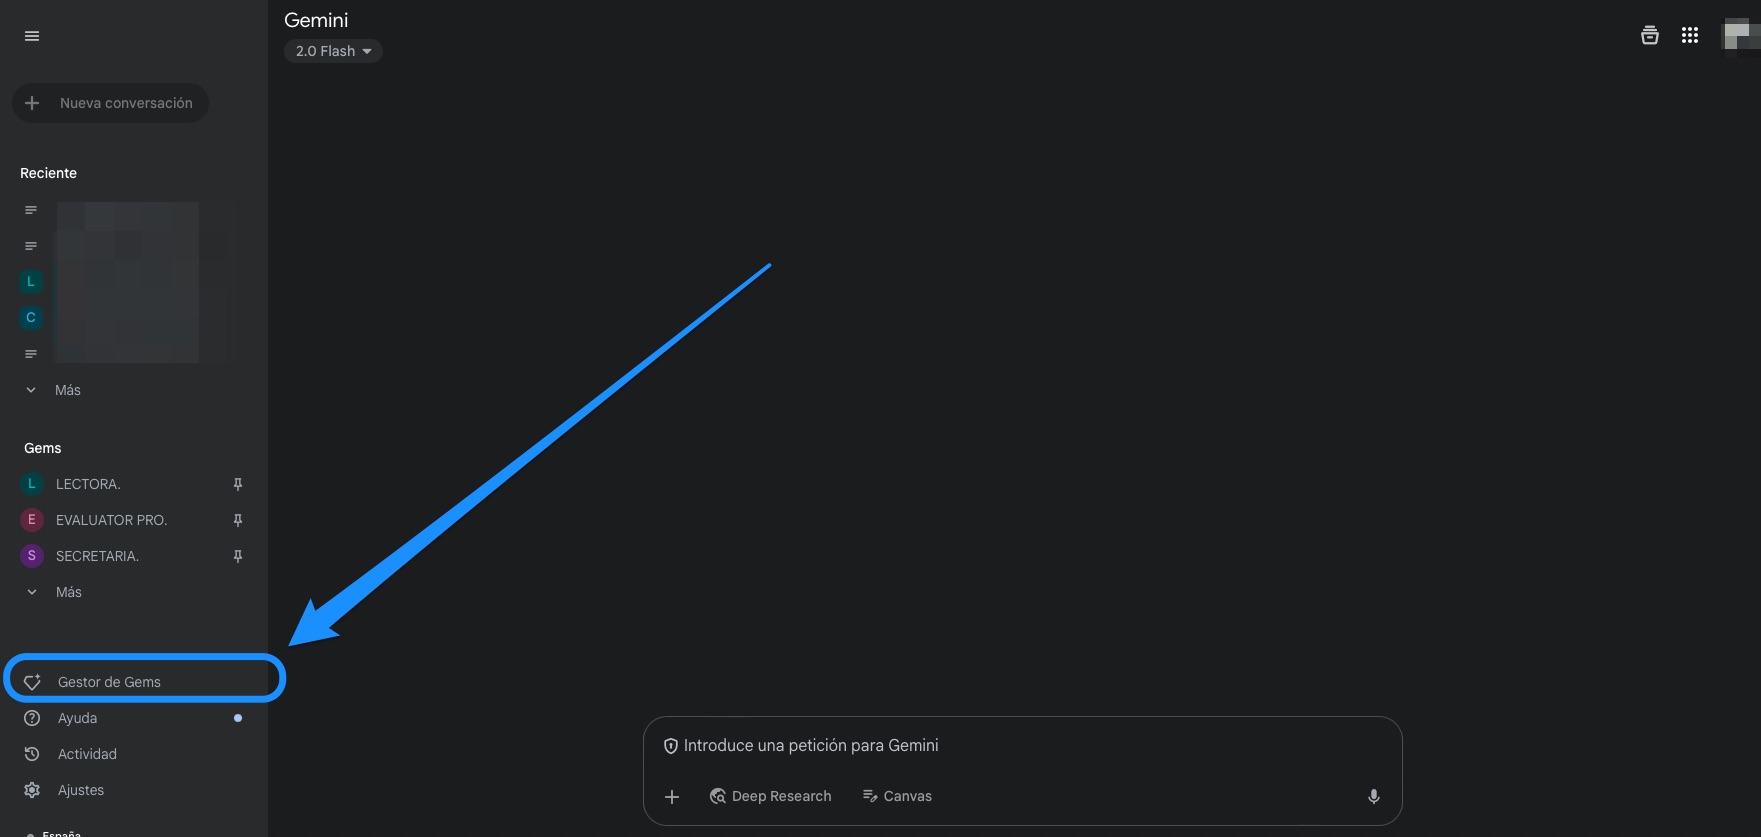 Gemini
2.0 Flash
Nueva conversación
Reciente
L
C
Más
Gems
L LECTORA.
E EVALUATOR PRO.
S SECRETARIA.
Más
Gestor de Gems
Ayuda
Actividad
Ajustes
España
Introduce una petición para Gemini
Deep Research
Canvas